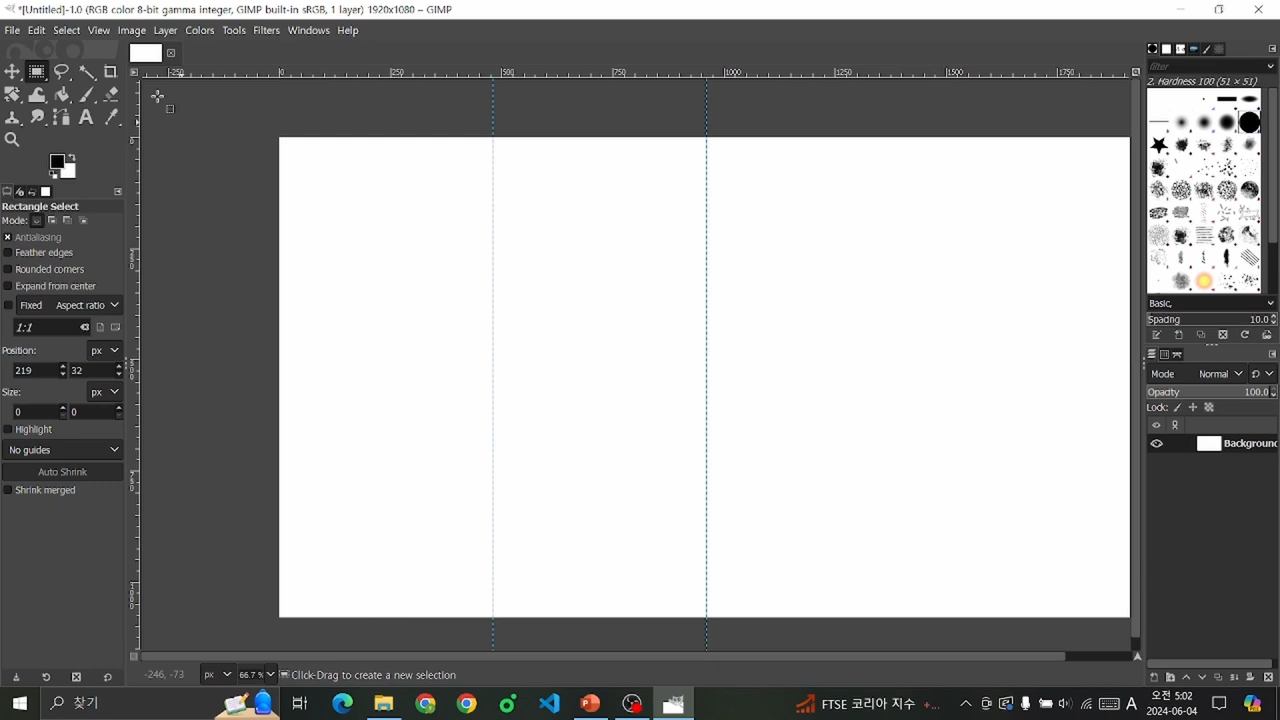 *[Untitled]-1.0 (RGB color 8-bit gamma integer, GIMP built-in sRGB, 1 layer) 1920x1080 – GIMP
File Edit Select View Image Layer Colors Tools Filters Windows Help
0 250 500 750 1000 1250 1500 1750
filter
2. Hardness 100 (51 × 51)
Rectangle Select
Mode:
Antialiasing
Feather edges
Rounded corners
Expand from center
Fixed Aspect ratio
1:1
Position: px
219 32
Size: px
0 0
Highlight
No guides
Auto Shrink
Shrink merged
Basic,
Spacing 10.0
Mode Normal
Opacity 100.0
Lock:
Background
-246, -73 px 66.7 % Click-Drag to create a new selection
찾기
FTSE 코리아 지수 +...
A
오전 5:02
2024-06-04